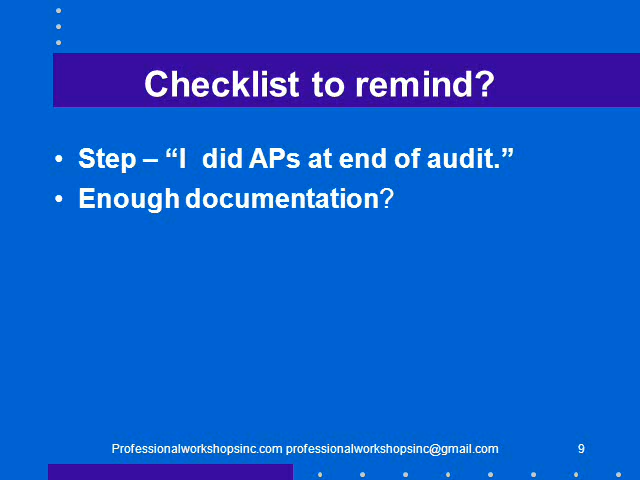 Checklist to remind?
• Step – “I  did APs at end of audit.”
• Enough documentation?
Professionalworkshopsinc.com professionalworkshopsinc@gmail.com
9